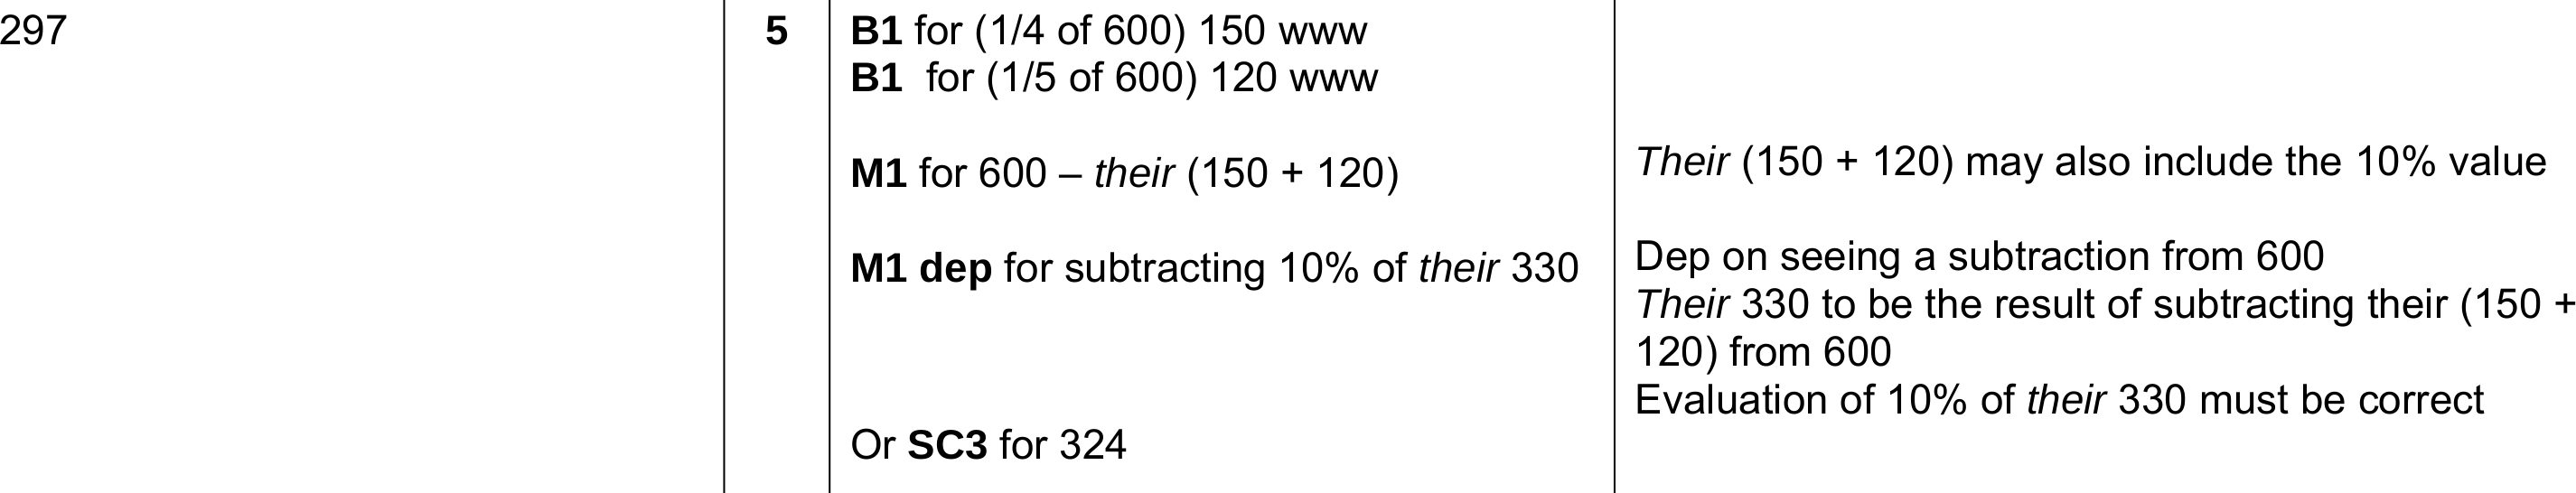 297
5
B1 for (1/4 of 600) 150 www
B1 for (1/5 of 600) 120 www
M1 for 600 – their (150 + 120)
M1 dep for subtracting 10% of their 330
Or SC3 for 324
Their (150 + 120) may also include the 10% value
Dep on seeing a subtraction from 600
Their 330 to be the result of subtracting their (150 +
120) from 600
Evaluation of 10% of their 330 must be correct